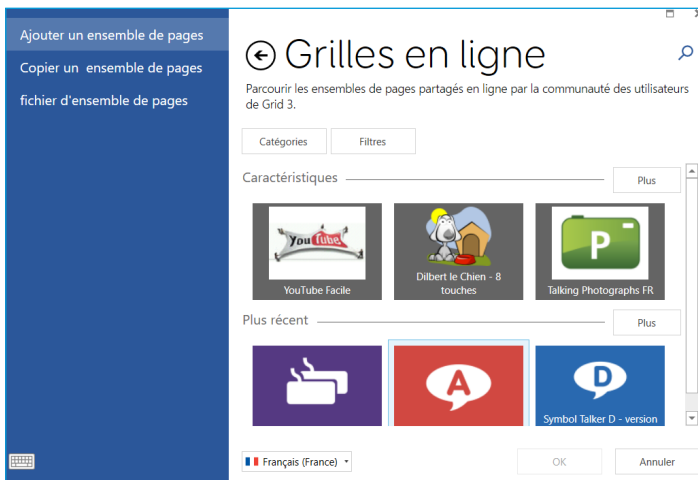 Ajouter un ensemble de pages
Copier un ensemble de pages
fichier d'ensemble de pages
Grilles en ligne
Parcourir les ensembles de pages partagés en ligne par la communauté des utilisateurs
de Grid 3.
Catégories
Filtres
Caractéristiques
Plus
You Tube
YouTube Facile
Dilbert le Chien - 8
touches
P
Talking Photographs FR
Plus récent
Plus
A
D
Symbol Talker D - version
Français (France)
OK
Annuler